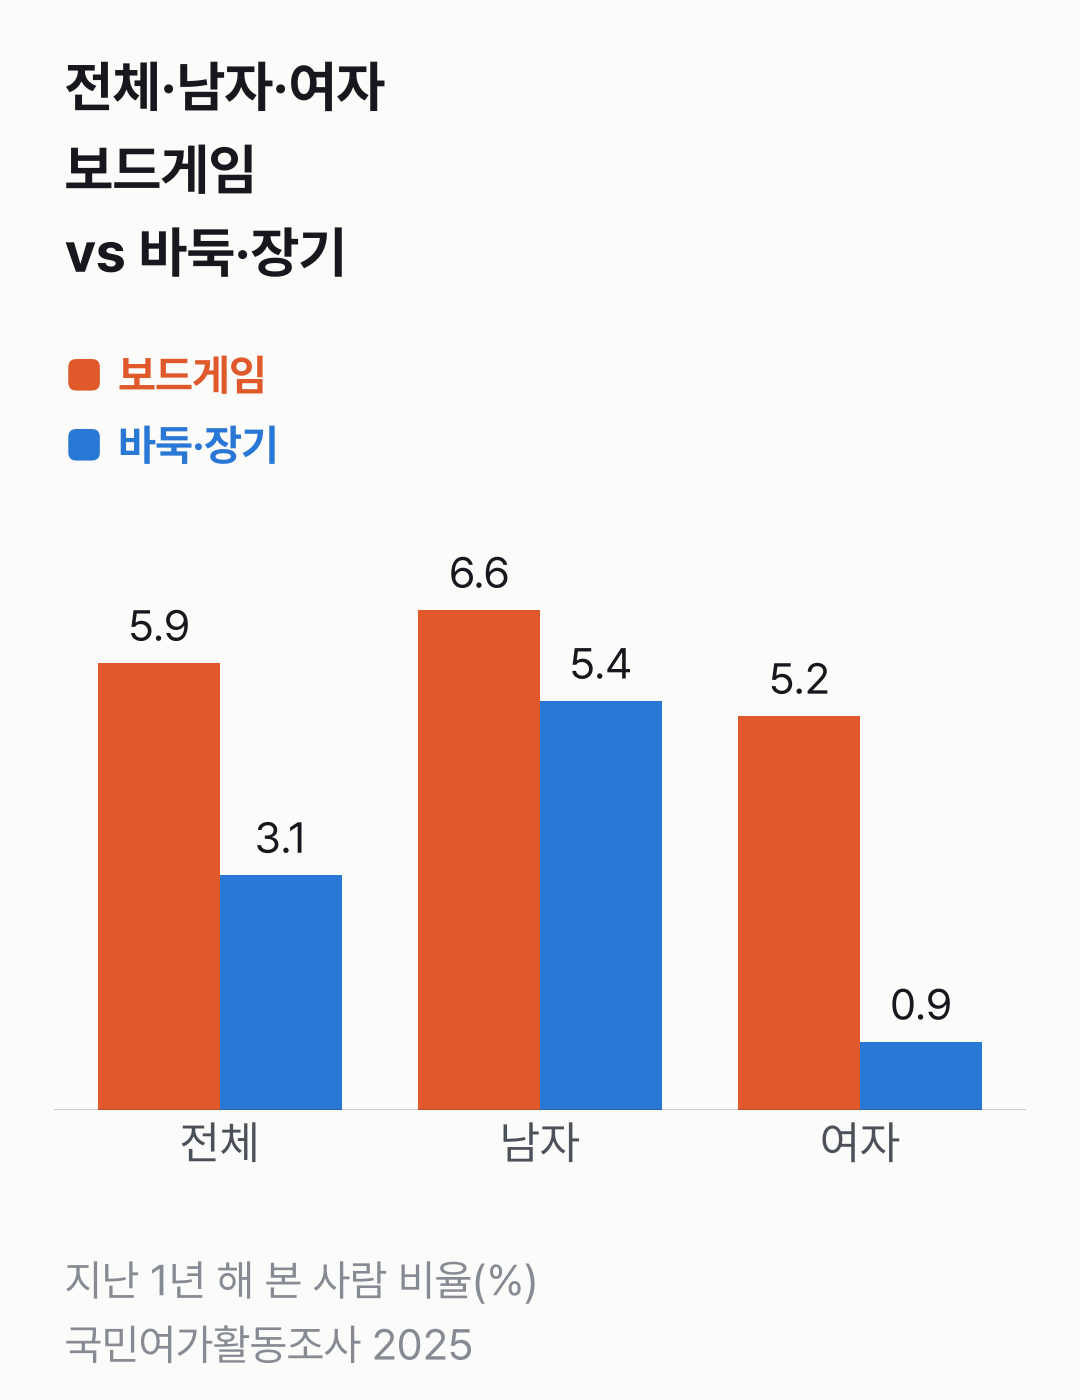 전체·남자·여자
보드게임
vs 바둑·장기
보드게임
바둑·장기
5.9
3.1
6.6
5.4
5.2
0.9
전체
남자
여자
지난 1년 해 본 사람 비율(%)
국민여가활동조사 2025